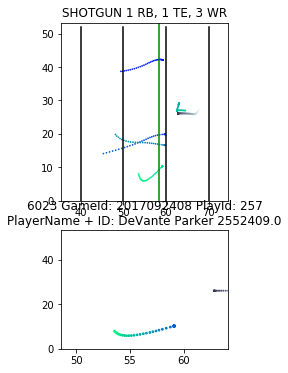 SHOTGUN 1 RB, 1 TE, 3 WR
50
40
30
20
10
0
40 50 60 70
6023 GameId: 2017092408 PlayId: 257
PlayerName + ID: DeVante Parker 2552409.0
40
20
0
50 55 60